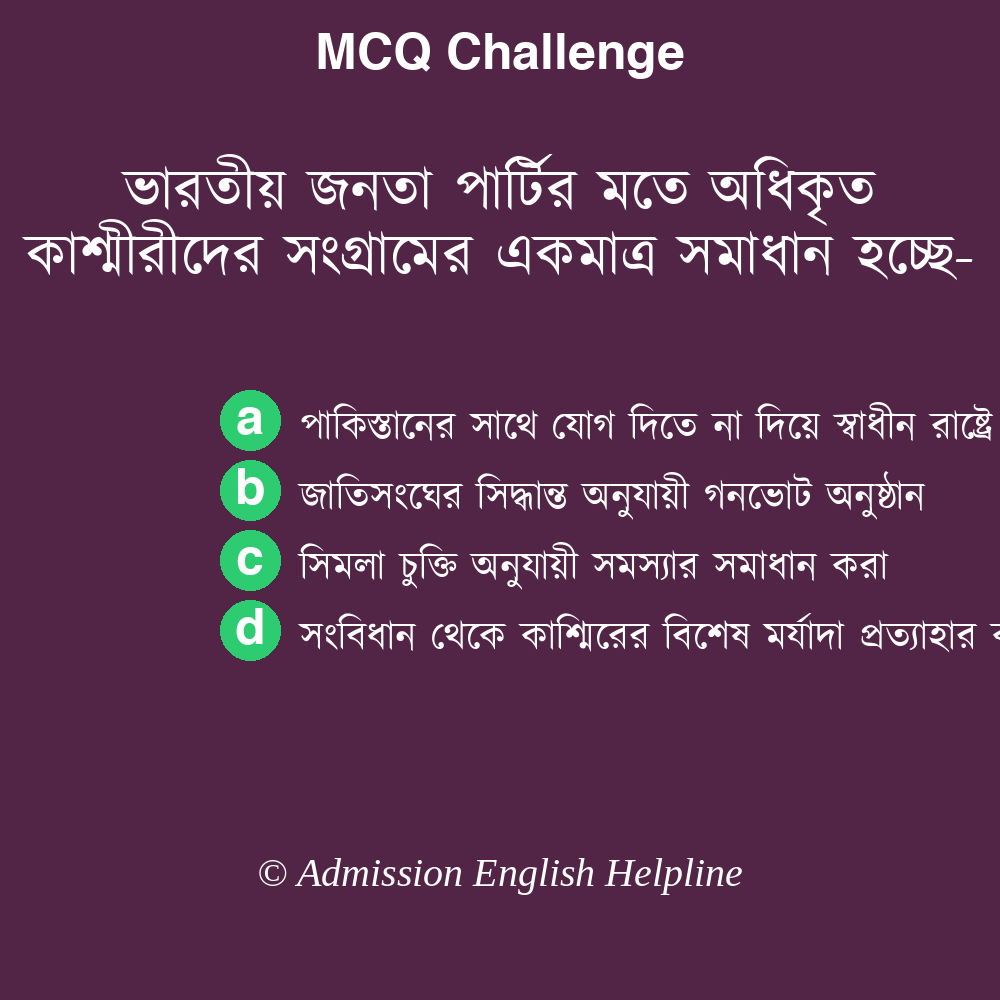 MCQ Challenge
ভারতীয় জনতা পার্টির মতে অধিকৃত
কাশ্মীরীদের সংগ্রামের একমাত্র সমাধান হচ্ছে-
a পাকিস্তানের সাথে যোগ দিতে না দিয়ে স্বাধীন রাষ্ট্রে
b জাতিসংঘের সিদ্ধান্ত অনুযায়ী গনভোট অনুষ্ঠান
c সিমলা চুক্তি অনুযায়ী সমস্যার সমাধান করা
d সংবিধান থেকে কাশ্মিরের বিশেষ মর্যাদা প্রত্যাহার
© Admission English Helpline